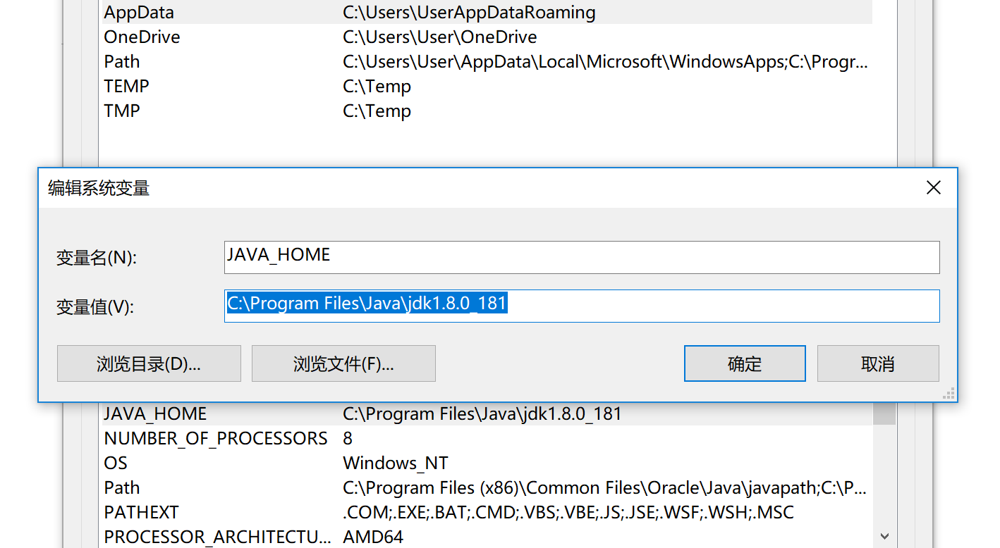 AppData C:\Users\UserAppDataRoaming
OneDrive C:\Users\User\OneDrive
Path C:\Users\User\AppData\Local\Microsoft\WindowsApps;C:\Progr...
TEMP C:\Temp
TMP C:\Temp
编辑系统变量
变量名(N): JAVA_HOME
变量值(V): C:\Program Files\Java\jdk1.8.0_181
浏览目录(D)... 浏览文件(F)... 确定 取消
JAVA_HOME C:\Program Files\Java\jdk1.8.0_181
NUMBER_OF_PROCESSORS 8
OS Windows_NT
Path C:\Program Files (x86)\Common Files\Oracle\Java\javapath;C:\P...
PATHEXT .COM;.EXE;.BAT;.CMD;.VBS;.VBE;.JS;.JSE;.WSF;.WSH;.MSC
PROCESSOR_ARCHITECTU... AMD64